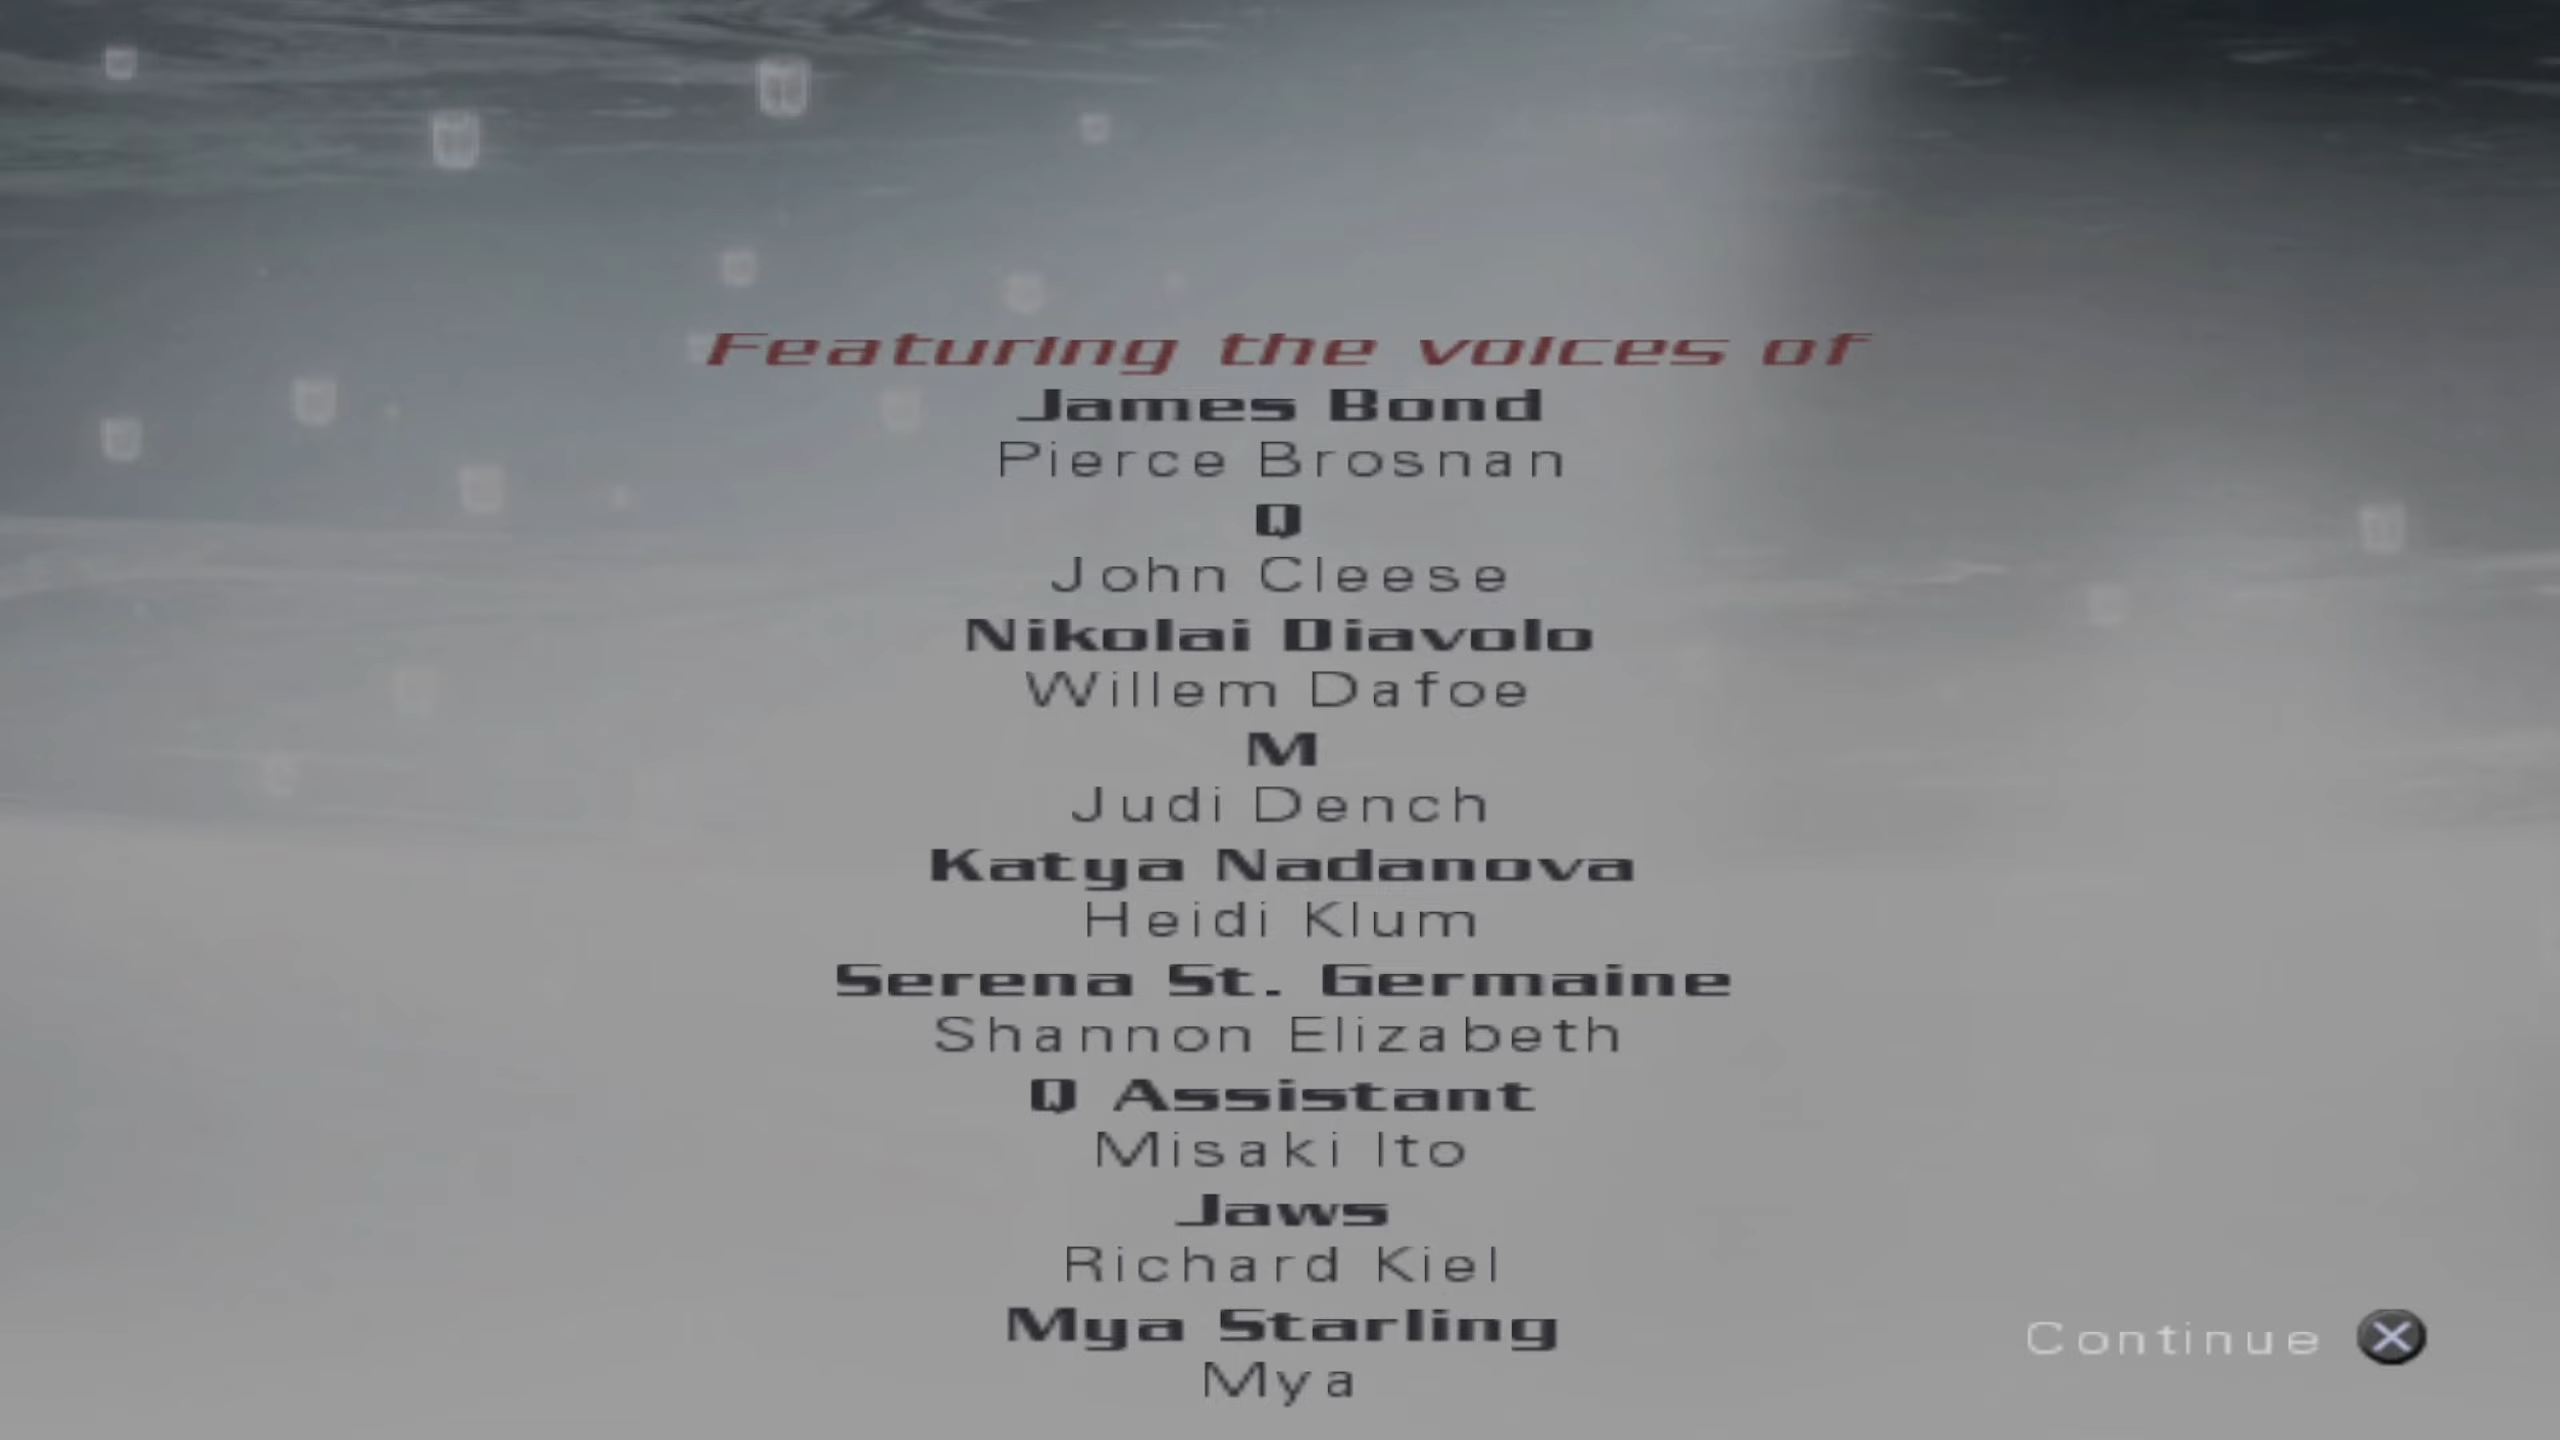 Featuring the voices of
James Bond
Pierce Brosnan
Q
John Cleese
Nikolai Diavolo
Willem Dafoe
M
Judi Dench
Katya Nadanova
Heidi Klum
Serena St. Germaine
Shannon Elizabeth
Q Assistant
Misaki Ito
Jaws
Richard Kiel
Mya Starling
Mya
Continue